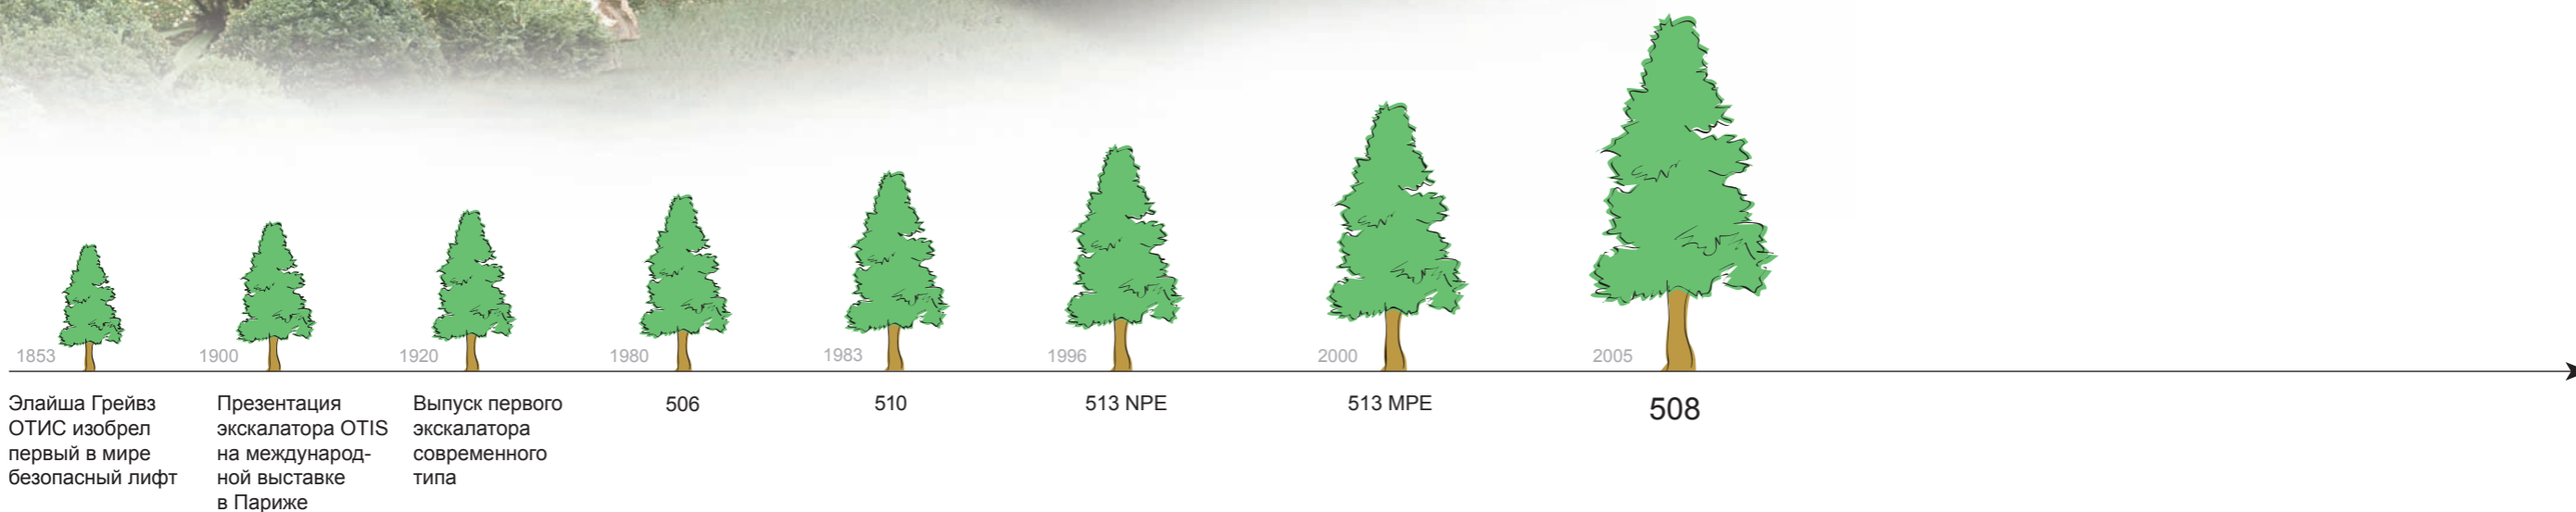 1853
1900
1920
1980
1983
1996
2000
2005
Элайша Грейвз
ОТИС изобрел
первый в мире
безопасный лифт
Презентация
экскалатора OTIS
на международ-
ной выставке
в Париже
Выпуск первого
экскалатора
современного
типа
506
510
513 NPE
513 MPE
508